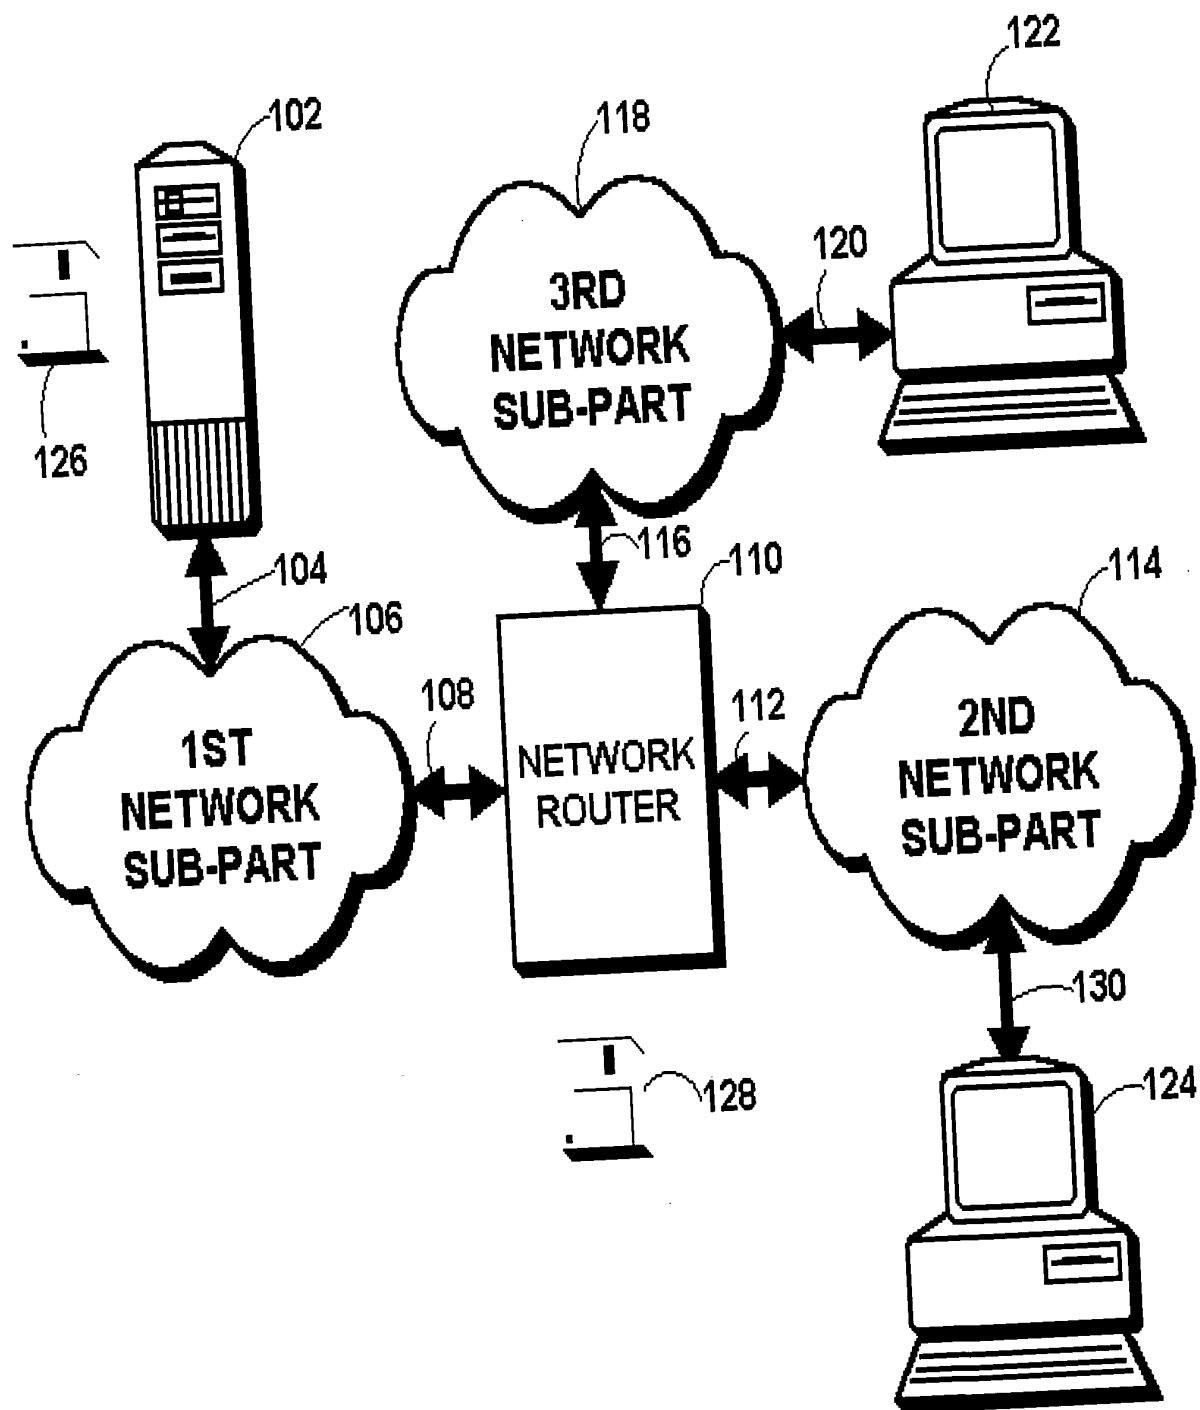 122
102
118
120
3RD
NETWORK
SUB-PART
126
116
110
114
104
106
108
112
1ST
NETWORK
SUB-PART
NETWORK
ROUTER
2ND
NETWORK
SUB-PART
130
128
124